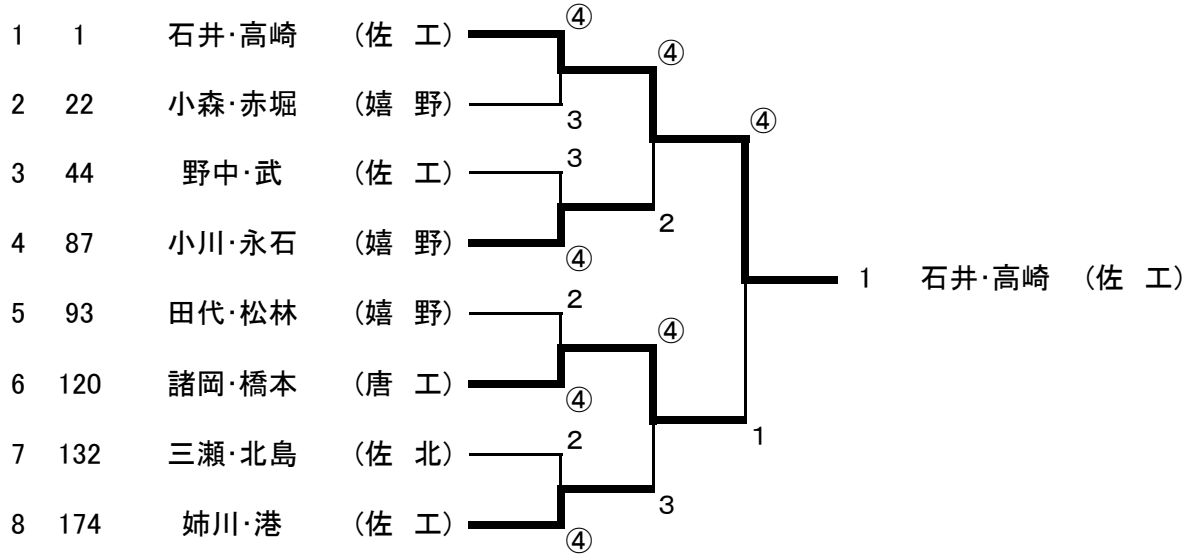 ④
1 1 石井・高崎 (佐 工)
④
2 22 小森・赤堀 (嬉 野)
3
④
3
3 44 野中・武 (佐 工)
2
4 87 小川・永石 (嬉 野)
④
1 石井・高崎 (佐 工)
2
5 93 田代・松林 (嬉 野)
④
6 120 諸岡・橋本 (唐 工)
④
1
2
7 132 三瀬・北島 (佐 北)
3
8 174 姉川・港 (佐 工)
④